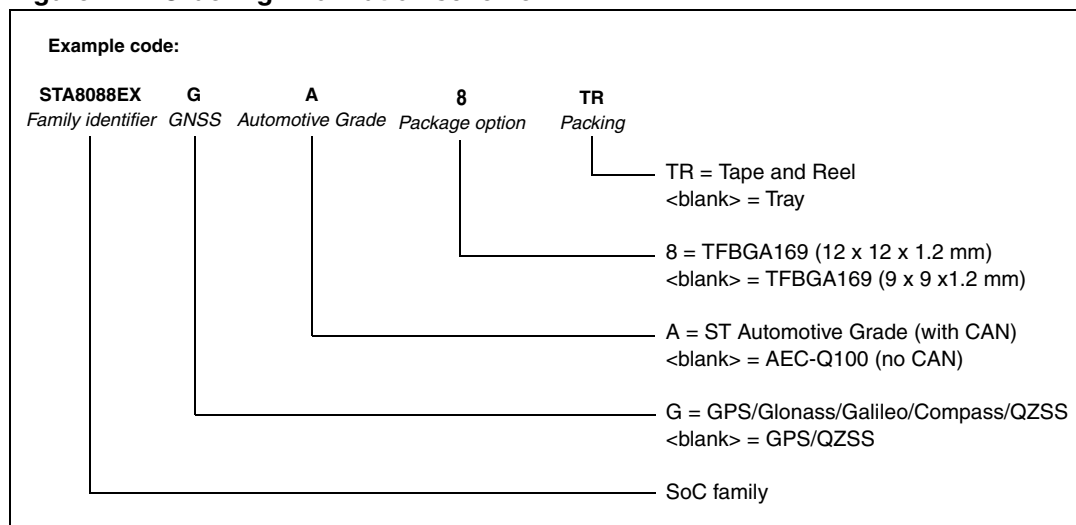 Example code:
STA8088EX G A 8 TR
Family identifier GNSS Automotive Grade Package option Packing
TR = Tape and Reel
<blank> = Tray
8 = TFBGA169 (12 x 12 x 1.2 mm)
<blank> = TFBGA169 (9 x 9 x1.2 mm)
A = ST Automotive Grade (with CAN)
<blank> = AEC-Q100 (no CAN)
G = GPS/Glonass/Galileo/Compass/QZSS
<blank> = GPS/QZSS
SoC family